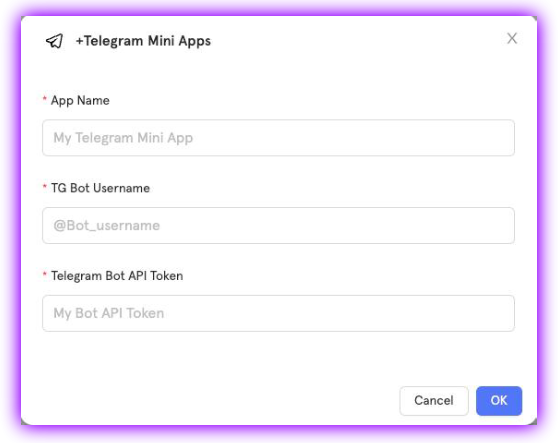 +Telegram Mini Apps
X
* App Name
My Telegram Mini App
* TG Bot Username
@Bot_username
* Telegram Bot API Token
My Bot API Token
Cancel OK